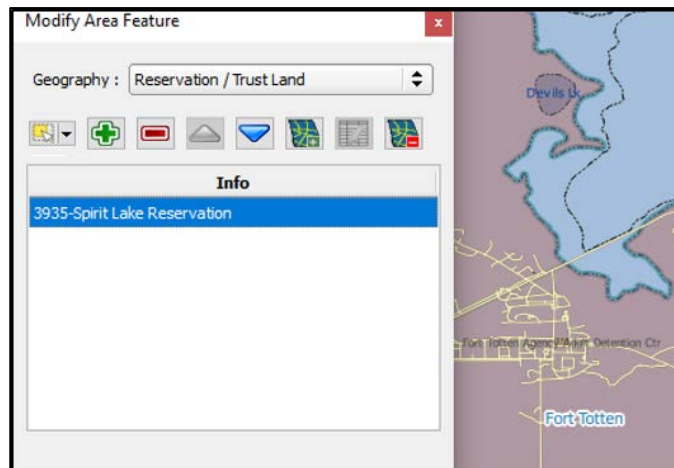 Modify Area Feature
x
Geography :
Reservation / Trust Land
Info
3935-Spirit Lake Reservation
Devils Lk
Fort Totten Agency
Detention Ctr
Fort Totten